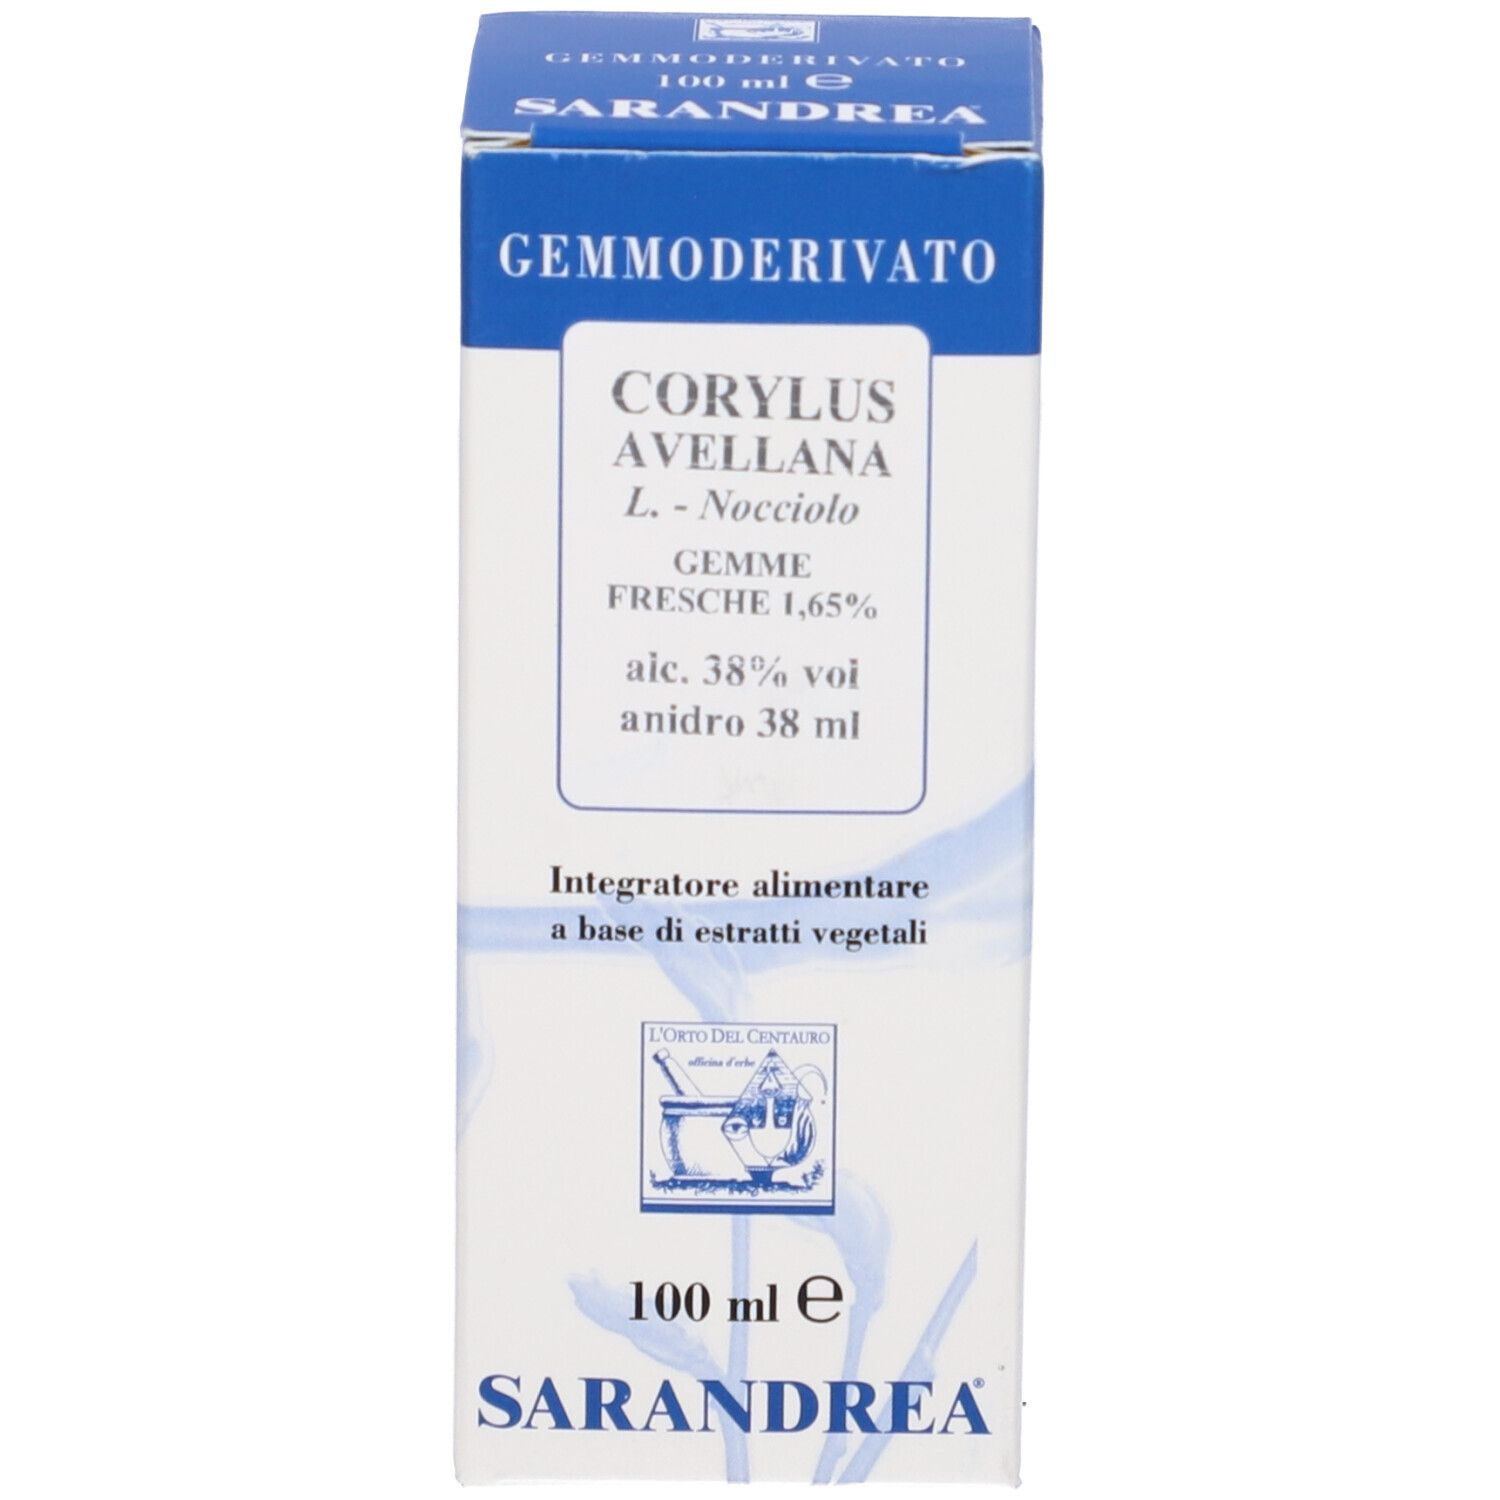 GEMMODERIVATO
100 ml ℮
SARANDREA
GEMMODERIVATO
CORYLUS
AVELLANA
L. - Nocciolo
GEMME
FRESCHE 1,65%
alc. 38% vol
anidro 38 ml
Integratore alimentare
a base di estratti vegetali
L'ORTO DEL CENTAURO
officina d'erbe
100 ml ℮
SARANDREA®